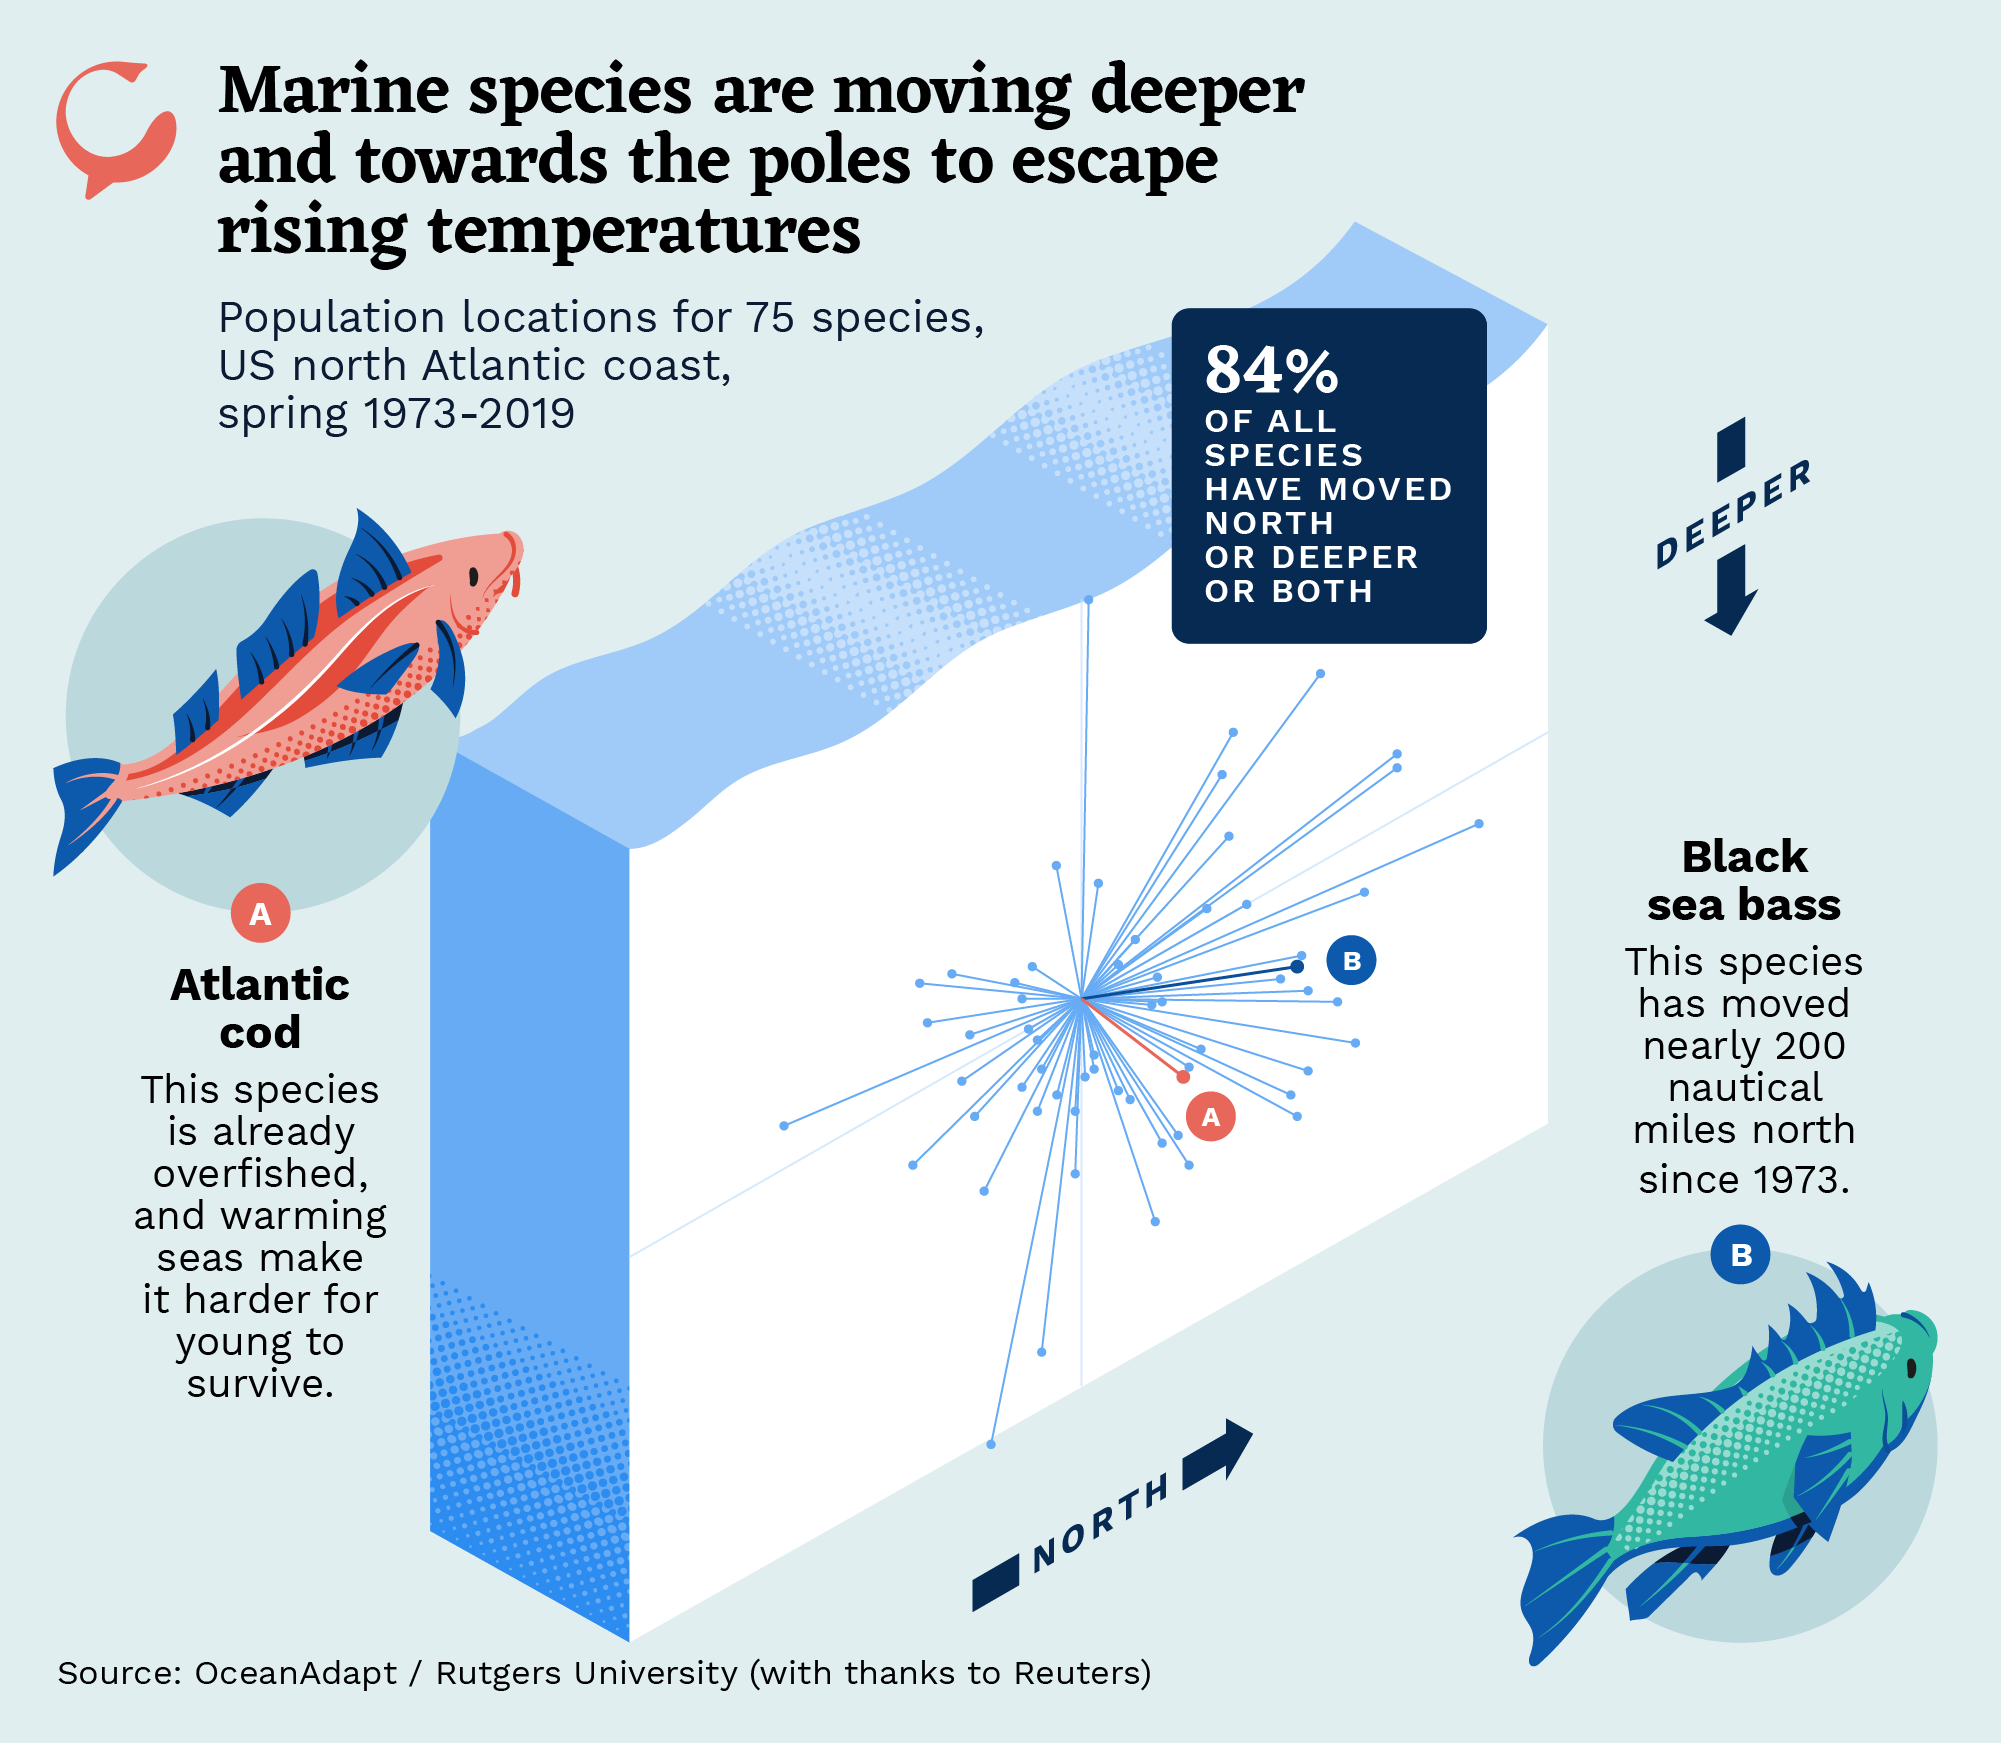 Marine species are moving deeper
and towards the poles to escape
rising temperatures
Population locations for 75 species,
US north Atlantic coast,
spring 1973-2019
84%
OF ALL
SPECIES
HAVE MOVED
NORTH
OR DEEPER
OR BOTH
DEEPER
A
Atlantic
cod
This species
is already
overfished,
and warming
seas make
it harder for
young to
survive.
B
A
NORTH
Black
sea bass
This species
has moved
nearly 200
nautical
miles north
since 1973.
B
Source: OceanAdapt / Rutgers University (with thanks to Reuters)